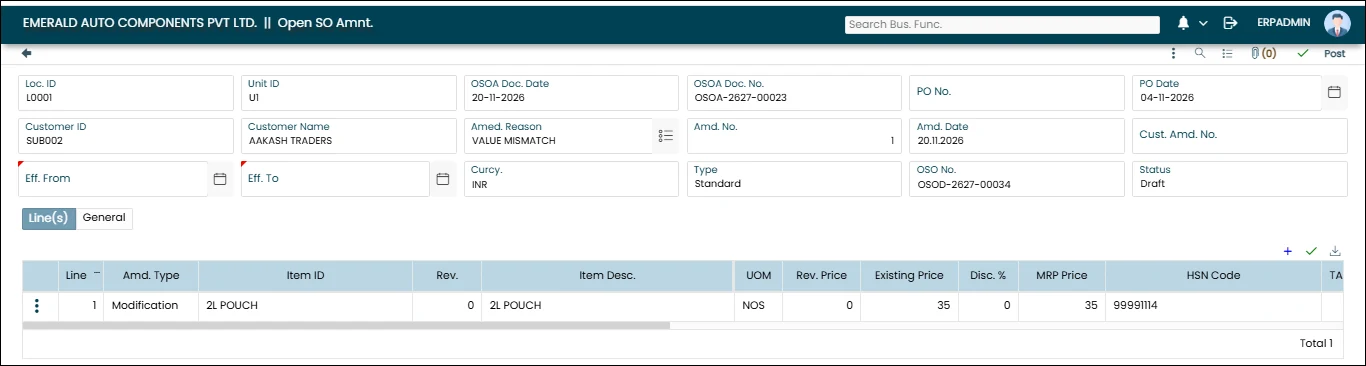 EMERALD AUTO COMPONENTS PVT LTD. || Open SO Amnt.
Search Bus. Func.
ERPADMIN
(0)
Post
Loc. ID
L0001
Unit ID
U1
OSOA Doc. Date
20-11-2026
OSOA Doc. No.
OSOA-2627-00023
PO No.
PO Date
04-11-2026
Customer ID
SUB002
Customer Name
AAKASH TRADERS
Amed. Reason
VALUE MISMATCH
Amd. No.
1
Amd. Date
20.11.2026
Cust. Amd. No.
Eff. From
Eff. To
Curcy.
INR
Type
Standard
OSO No.
OSOD-2627-00034
Status
Draft
Line(s) General
Line Amd. Type Item ID Rev. Item Desc. UOM Rev. Price Existing Price Disc. % MRP Price HSN Code TA
1 Modification 2L POUCH 0 2L POUCH NOS 0 35 0 35 99991114
Total 1